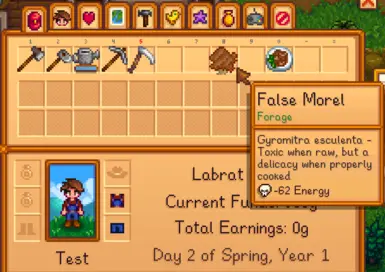 False Morel
Forage
Gyromitra esculenta -
Toxic when raw, but a
delicacy when properly
cooked
-62 Energy
Labrat
Current Fun
Total Earnings: 0g
Day 2 of Spring, Year 1
Test